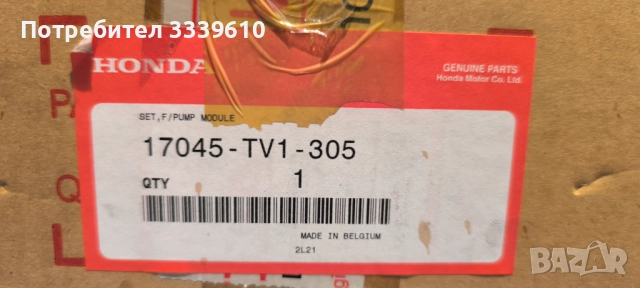 Потребител 3339610
HONDA
GENUINE PARTS
Honda Motor Co. Ltd.
SET, F/PUMP MODULE
17045-TV1-305
QTY 1
MADE IN BELGIUM
2L21
BAZAR